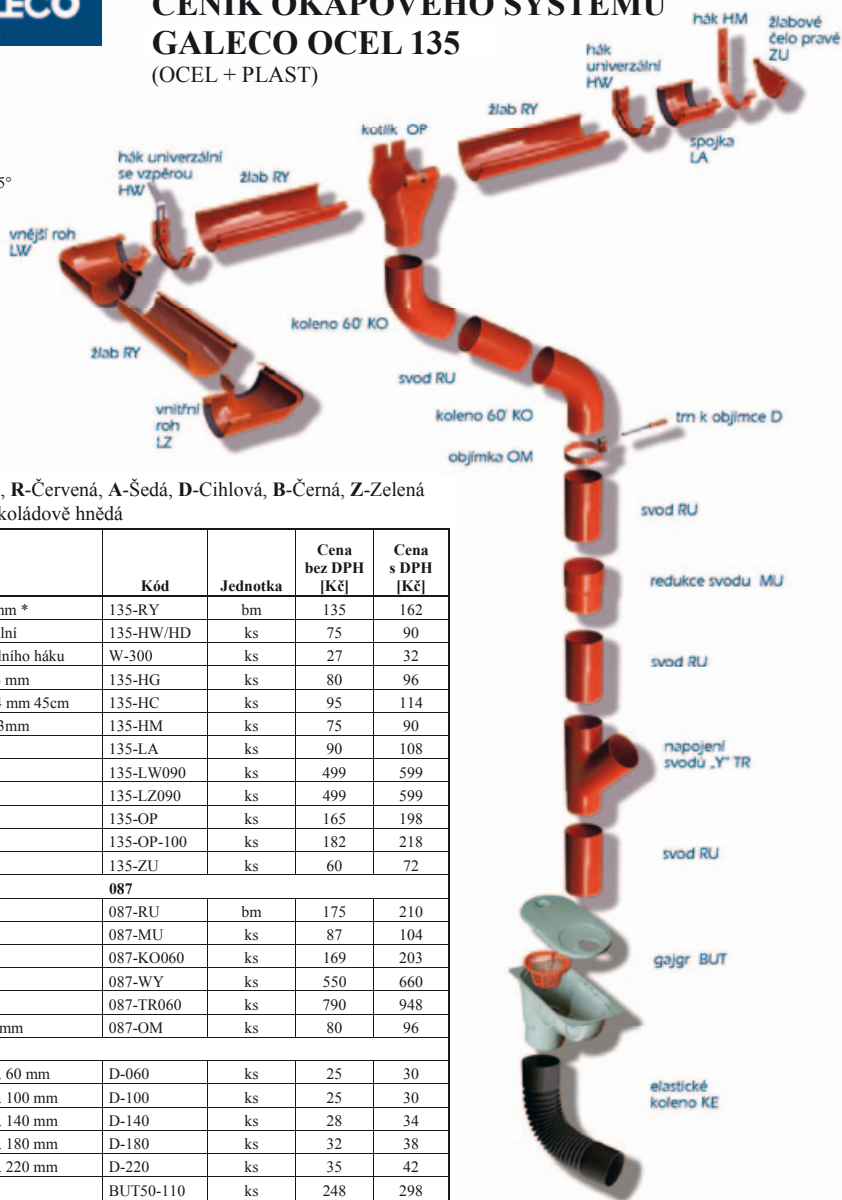 LECO
CENÍK OKAPOVÉHO SYSTÉMU
GALECO OCEL 135
(OCEL + PLAST)
hák HM
žlabové
čelo pravé
ZU
hák
univerzální
HW
žlab RY
spojka
LA
kotlík OP
hák univerzální
se vzpěrou
HW
žlab RY
5°
vnější roh
LW
koleno 60' KO
žlab RY
svod RU
vnitřní
roh
LZ
koleno 60' KO
trn k objímce D
objímka OM
svod RU
redukce svodu MU
svod RU
napojení
svodů „Y" TR
svod RU
gajgr BUT
elastické
koleno KE
, R-Červená, A-Šedá, D-Cihlová, B-Černá, Z-Zelená
koládově hnědá
Kód Jednotka Cena bez DPH [Kč] Cena s DPH [Kč]
nm * 135-RY bm 135 162
lní 135-HW/HD ks 75 90
lního háku W-300 ks 27 32
mm 135-HG ks 80 96
4 mm 45cm 135-HC ks 95 114
3mm 135-HM ks 75 90
135-LA ks 90 108
135-LW090 ks 499 599
135-LZ090 ks 499 599
135-OP ks 165 198
135-OP-100 ks 182 218
135-ZU ks 60 72
087
087-RU bm 175 210
087-MU ks 87 104
087-KO060 ks 169 203
087-WY ks 550 660
087-TR060 ks 790 948
mm 087-OM ks 80 96
. 60 mm D-060 ks 25 30
. 100 mm D-100 ks 25 30
. 140 mm D-140 ks 28 34
. 180 mm D-180 ks 32 38
. 220 mm D-220 ks 35 42
BUT50-110 ks 248 298